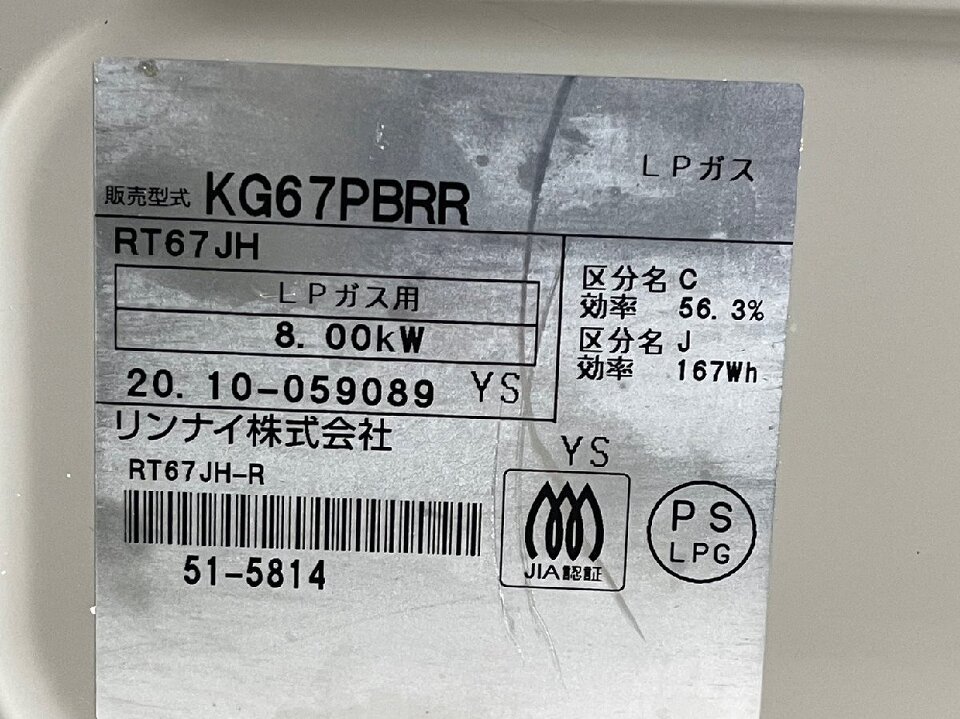 LPガス
販売型式 KG67PBRR
RT67JH
LPガス用
8.00kW
20.10-059089 YS
区分名 C
効率 56.3%
区分名 J
効率 167Wh
リンナイ株式会社
RT67JH-R
51-5814
YS
JIA認証
PS
LPG